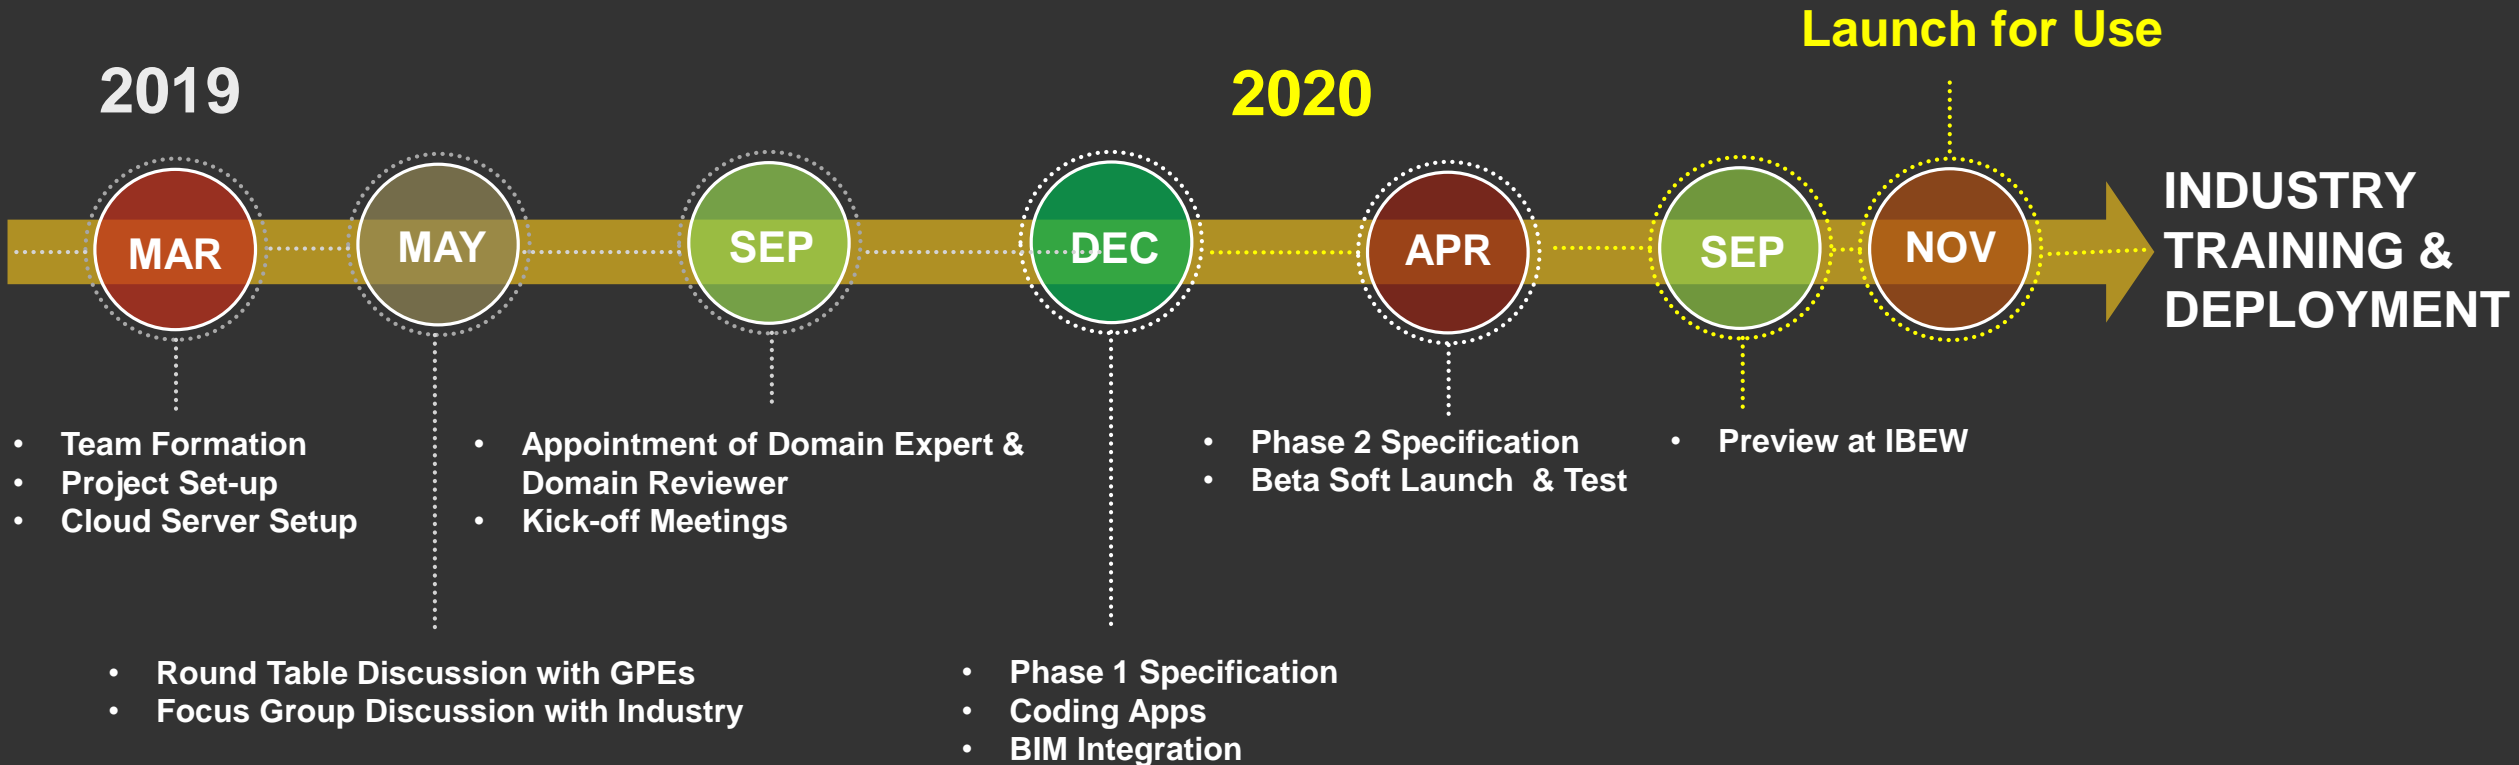 Launch for Use
2019
2020
MAR
MAY
SEP
DEC
APR
SEP
NOV
INDUSTRY
TRAINING &
DEPLOYMENT
• Team Formation
• Project Set-up
• Cloud Server Setup
• Appointment of Domain Expert &
Domain Reviewer
• Kick-off Meetings
• Phase 2 Specification
• Beta Soft Launch & Test
• Preview at IBEW
• Round Table Discussion with GPEs
• Focus Group Discussion with Industry
• Phase 1 Specification
• Coding Apps
• BIM Integration